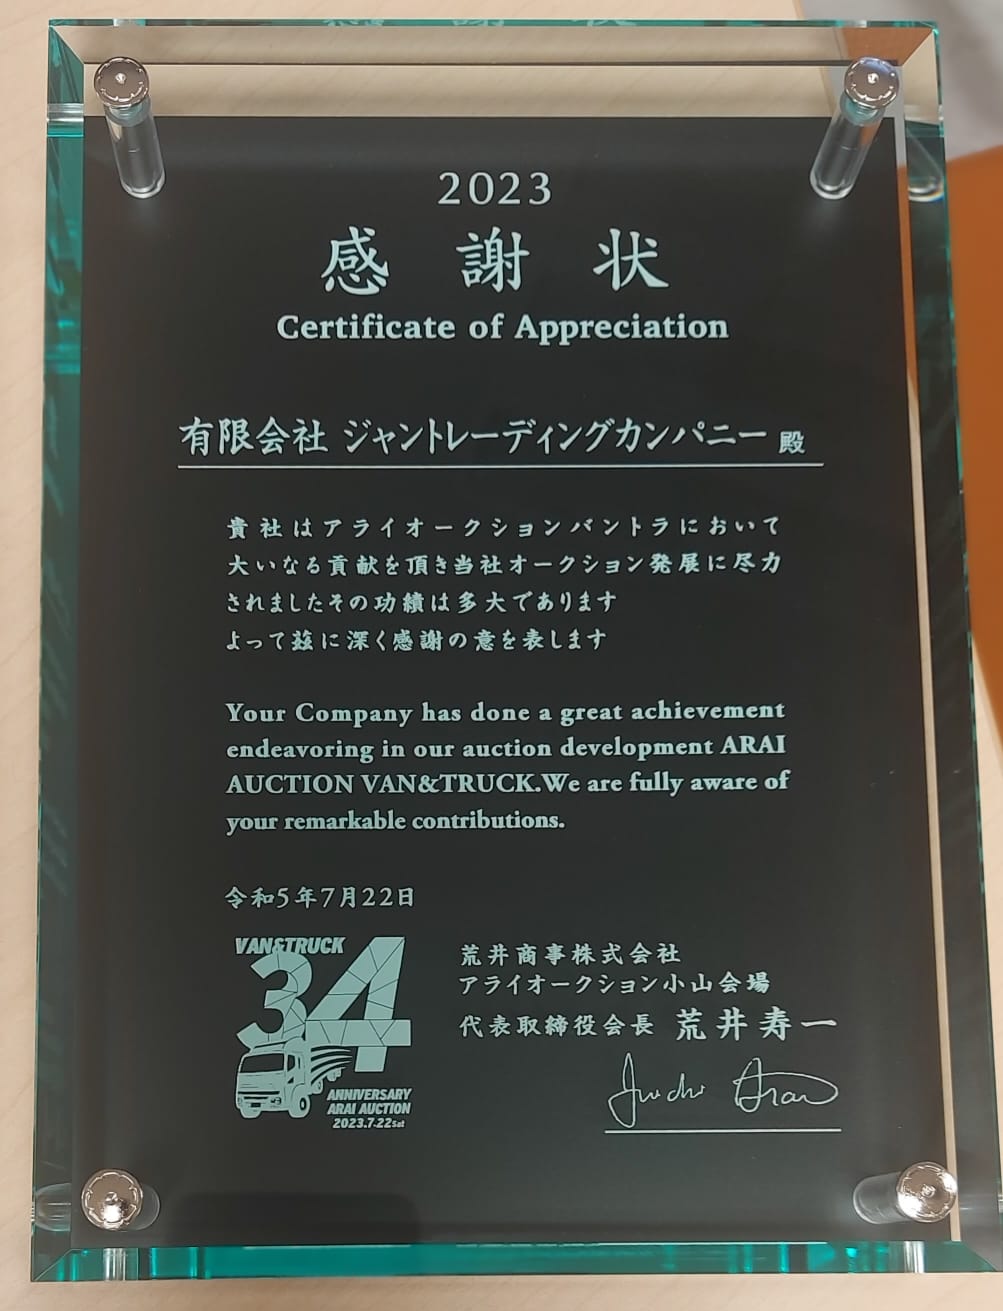 2023
感謝状
Certificate of Appreciation
有限会社 ジャントレーディングカンパニー 殿
貴社はアライオークションバントラにおいて
大いなる貢献を頂き当社オークション発展に尽力
されましたその功績は多大であります
よって茲に深く感謝の意を表します
Your Company has done a great achievement
endeavoring in our auction development ARAI
AUCTION VAN&TRUCK.We are fully aware of
your remarkable contributions.
令和5年7月22日
VAN&TRUCK
34
ANNIVERSARY
ARAI AUCTION
2023.7.22sat
荒井商事株式会社
アライオークション小山会場
代表取締役会長 荒井寿一